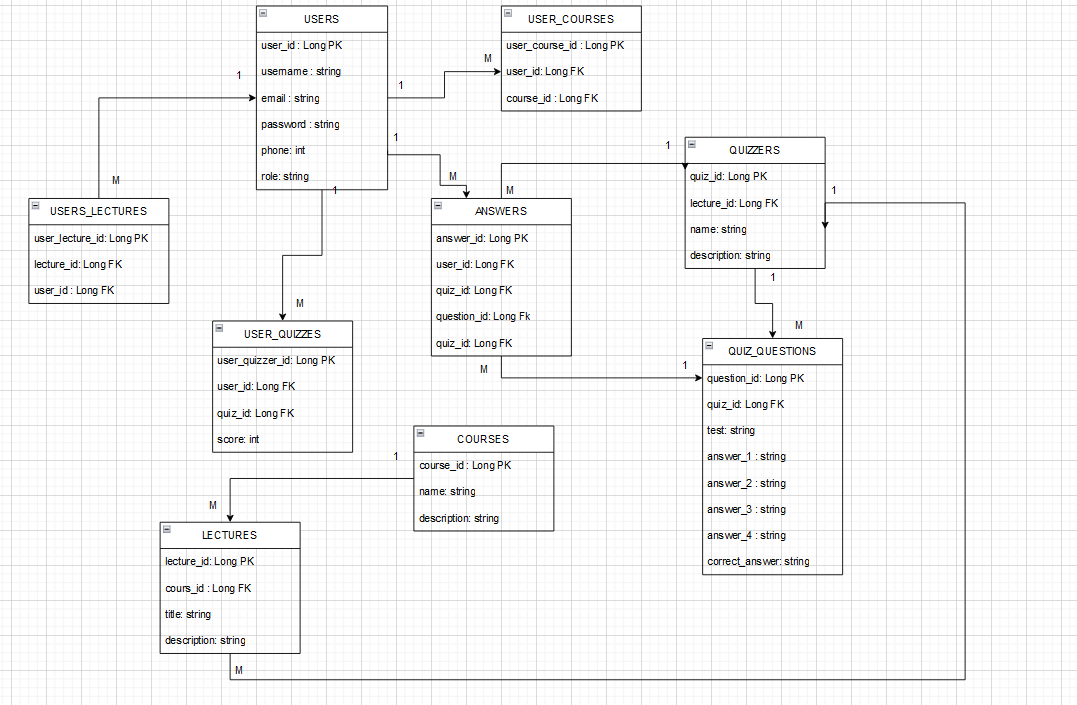 USERS
user_id : Long PK
username : string
email : string
password : string
phone: int
role: string
USER_COURSES
user_course_id : Long PK
user_id: Long FK
course_id : Long FK
1
1
M
1
M
1
M
1
M
USERS_LECTURES
user_lecture_id: Long PK
lecture_id: Long FK
user_id : Long FK
ANSWERS
answer_id: Long PK
user_id: Long FK
quiz_id: Long FK
question_id: Long Fk
quiz_id: Long FK
QUIZZERS
quiz_id: Long PK
lecture_id: Long FK
name: string
description: string
1
1
M
M
USER_QUIZZES
user_quizzer_id: Long PK
user_id: Long FK
quiz_id: Long FK
score: int
M
1
QUIZ_QUESTIONS
question_id: Long PK
quiz_id: Long FK
test: string
answer_1 : string
answer_2 : string
answer_3 : string
answer_4 : string
correct_answer: string
COURSES
course_id : Long PK
name: string
description: string
1
M
LECTURES
lecture_id: Long PK
cours_id : Long FK
title: string
description: string
M